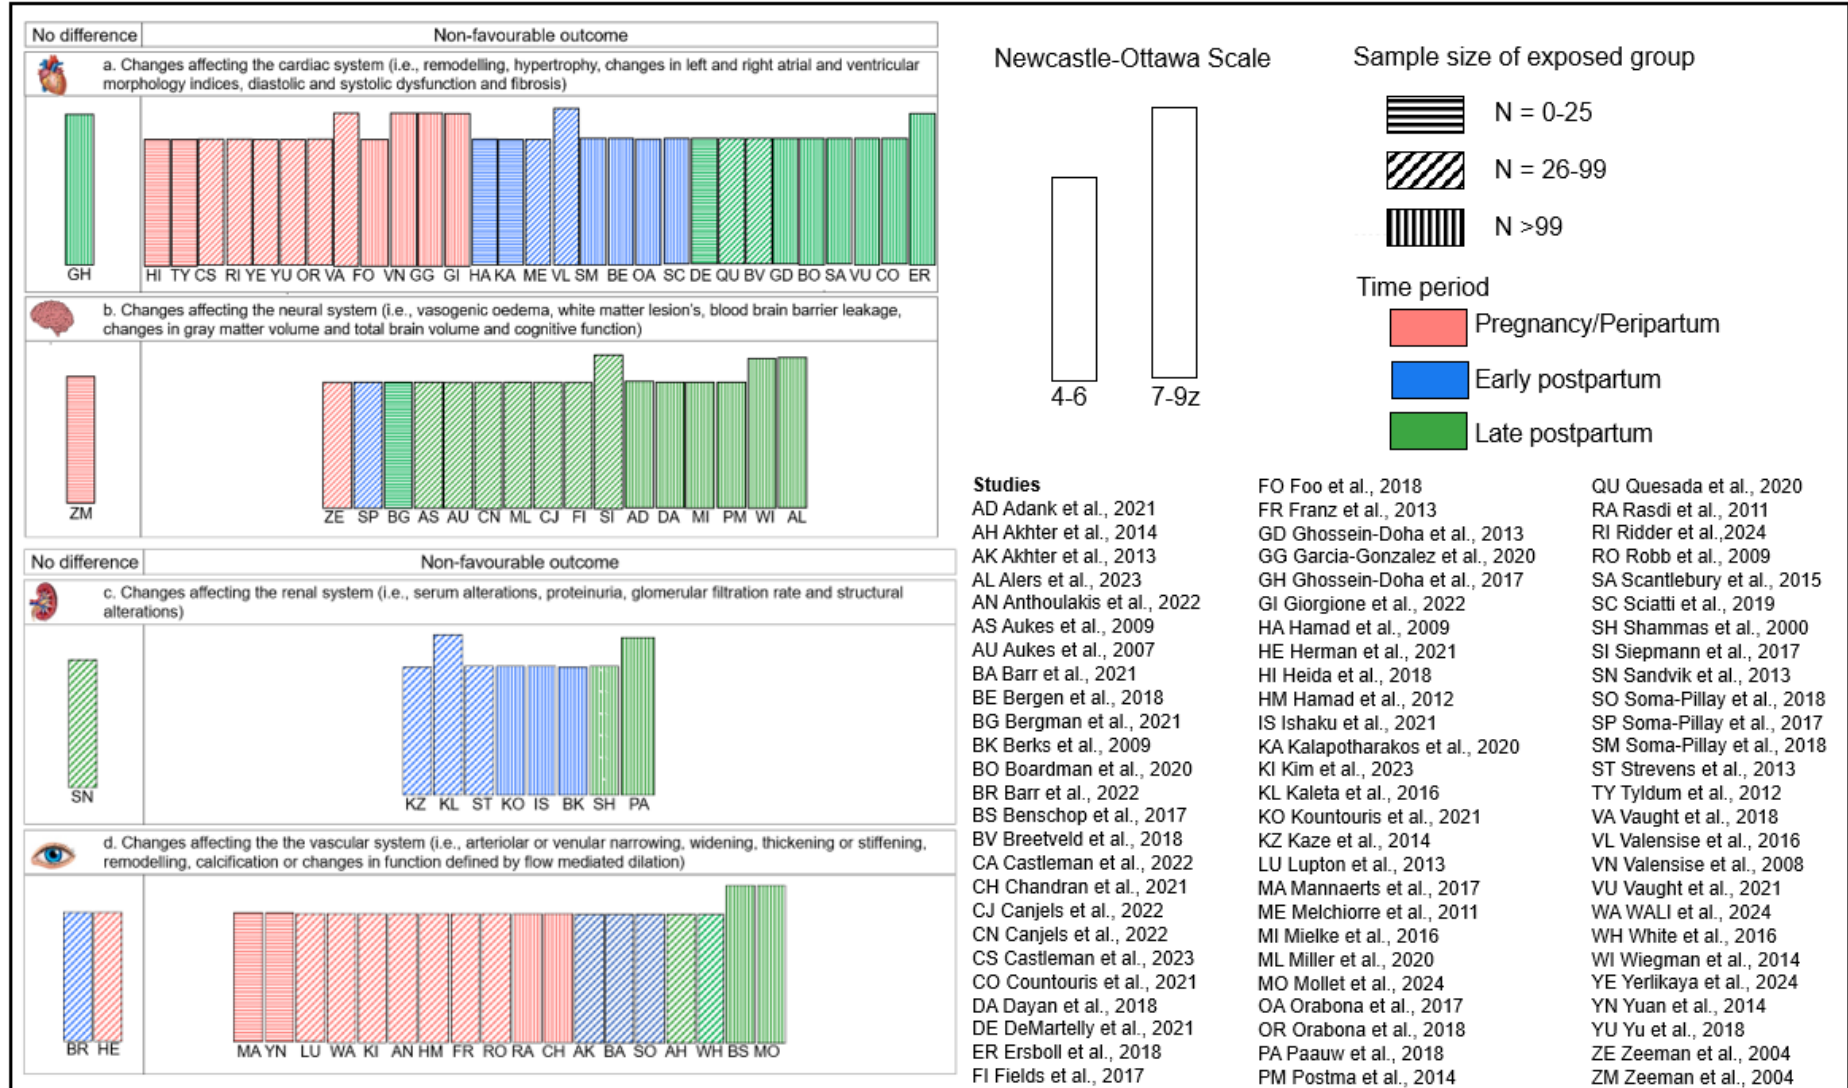 No difference
Non-favourable outcome
a. Changes affecting the cardiac system (i.e., remodelling, hypertrophy, changes in left and right atrial and ventricular
morphology indices, diastolic and systolic dysfunction and fibrosis)
GH
HI TY CS RI YE YU OR VA FO VN GG GI HA KA ME VL SM BE OA SC DE QU BV GD BO SA VU CO ER
b. Changes affecting the neural system (i.e., vasogenic oedema, white matter lesion's, blood brain barrier leakage,
changes in gray matter volume and total brain volume and cognitive function)
ZM
ZE SP BG AS AU CN ML CJ FI SI AD DA MI PM WI AL
No difference
Non-favourable outcome
c. Changes affecting the renal system (i.e., serum alterations, proteinuria, glomerular filtration rate and structural
alterations)
SN
KZ KL ST KO IS BK SH PA
d. Changes affecting the the vascular system (i.e., arteriolar or venular narrowing, widening, thickening or stiffening,
remodelling, calcification or changes in function defined by flow mediated dilation)
BR HE
MA YN LU WA KI AN HM FR RO RA CH AK BA SO AH WH BS MO
Newcastle-Ottawa Scale
4-6
7-9z
Sample size of exposed group
N = 0-25
N = 26-99
N >99
Time period
Pregnancy/Peripartum
Early postpartum
Late postpartum
Studies
AD Adank et al., 2021
AH Akhter et al., 2014
AK Akhter et al., 2013
AL Alers et al., 2023
AN Anthoulakis et al., 2022
AS Aukes et al., 2009
AU Aukes et al., 2007
BA Barr et al., 2021
BE Bergen et al., 2018
BG Bergman et al., 2021
BK Berks et al., 2009
BO Boardman et al., 2020
BR Barr et al., 2022
BS Benschop et al., 2017
BV Breetveld et al., 2018
CA Castleman et al., 2022
CH Chandran et al., 2021
CJ Canjels et al., 2022
CN Canjels et al., 2022
CS Castleman et al., 2023
CO Countouris et al., 2021
DA Dayan et al., 2018
DE DeMartelly et al., 2021
ER Ersboll et al., 2018
FI Fields et al., 2017
FO Foo et al., 2018
FR Franz et al., 2013
GD Ghossein-Doha et al., 2013
GG Garcia-Gonzalez et al., 2020
GH Ghossein-Doha et al., 2017
GI Giorgione et al., 2022
HA Hamad et al., 2009
HE Herman et al., 2021
HI Heida et al., 2018
HM Hamad et al., 2012
IS Ishaku et al., 2021
KA Kalapotharakos et al., 2020
KI Kim et al., 2023
KL Kaleta et al., 2016
KO Kountouris et al., 2021
KZ Kaze et al., 2014
LU Lupton et al., 2013
MA Mannaerts et al., 2017
ME Melchiorre et al., 2011
MI Mielke et al., 2016
ML Miller et al., 2020
MO Mollet et al., 2024
OA Orabona et al., 2017
OR Orabona et al., 2018
PA Paauw et al., 2018
PM Postma et al., 2014
QU Quesada et al., 2020
RA Rasdi et al., 2011
RI Ridder et al.,2024
RO Robb et al., 2009
SA Scantlebury et al., 2015
SC Sciatti et al., 2019
SH Shammas et al., 2000
SI Siepmann et al., 2017
SN Sandvik et al., 2013
SO Soma-Pillay et al., 2018
SP Soma-Pillay et al., 2017
SM Soma-Pillay et al., 2018
ST Strevens et al., 2013
TY Tyldum et al., 2012
VA Vaught et al., 2018
VL Valensise et al., 2016
VN Valensise et al., 2008
VU Vaught et al., 2021
WA WALI et al., 2024
WH White et al., 2016
WI Wiegman et al., 2014
YE Yerlikaya et al., 2024
YN Yuan et al., 2014
YU Yu et al., 2018
ZE Zeeman et al., 2004
ZM Zeeman et al., 2004